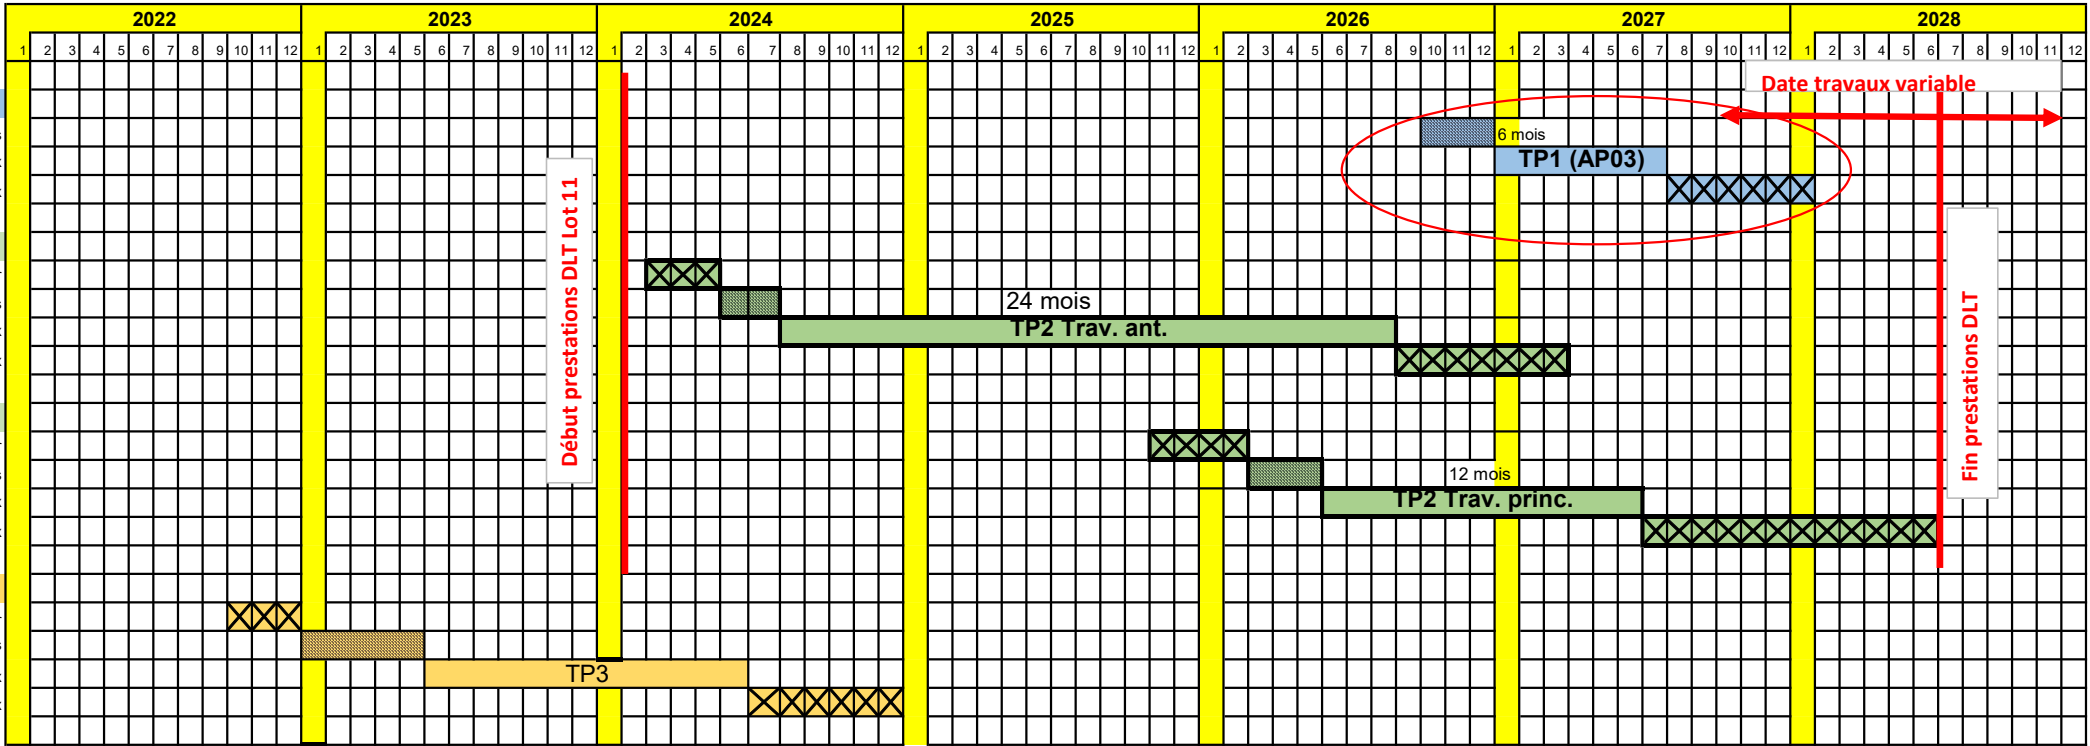 2022 2023 2024 2025 2026 2027 2028
1 2 3 4 5 6 7 8 9 10 11 12 1 2 3 4 5 6 7 8 9 10 11 12 1 2 3 4 5 6 7 8 9 10 11 12 1 2 3 4 5 6 7 8 9 10 11 12 1 2 3 4 5 6 7 8 9 10 11 12 1 2 3 4 5 6 7 8 9 10 11 12 1 2 3 4 5 6 7 8 9 10 11 12
Date travaux variable
6 mois
TP1 (AP03)
Début prestations DLT Lot 11
24 mois
TP2 Trav. ant.
Fin prestations DLT
12 mois
TP2 Trav. princ.
TP3